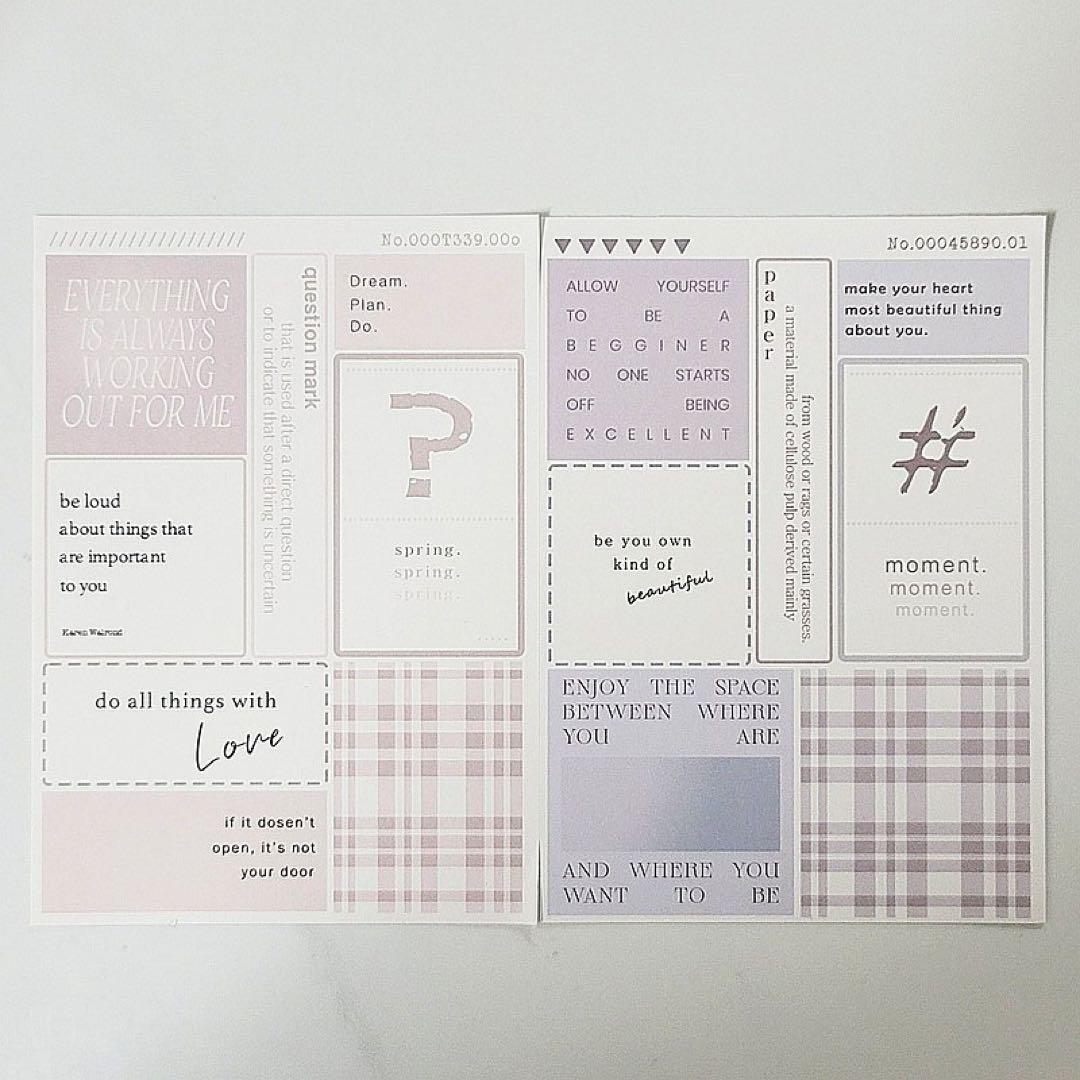 ////////////////////
No.000T339.00o
EVERYTHING
IS ALWAYS
WORKING
OUT FOR ME
question mark
that is used after a direct question
or to indicate that something is uncertain
Dream.
Plan.
Do.
?
spring.
spring.
spring.
.....
be loud
about things that
are important
to you
Karen Walrond
do all things with
Love
if it dosen't
open, it's not
your door
No.00045890.01
ALLOW YOURSELF
TO BE A
BEGGINER
NO ONE STARTS
OFF BEING
EXCELLENT
paper
a material made of cellulose pulp derived mainly
from wood or rags or certain grasses.
make your heart
most beautiful thing
about you.
#
moment.
moment.
moment.
be you own
kind of
beautiful
ENJOY THE SPACE
BETWEEN WHERE
YOU ARE
AND WHERE YOU
WANT TO BE